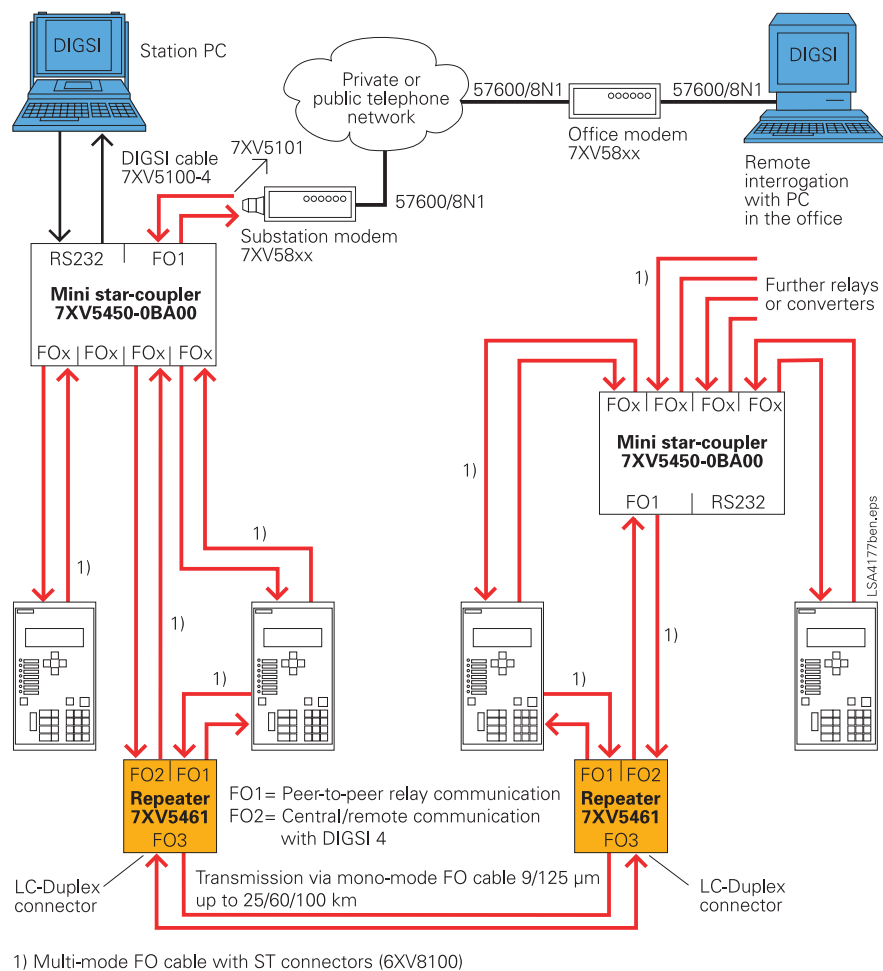 DIGSI
Station PC
Private or
public telephone
network
57600/8N1
57600/8N1
DIGSI
Office modem
7XV58xx
Remote
interrogation
with PC
in the office
DIGSI cable
7XV5100-4
7XV5101
57600/8N1
Substation modem
7XV58xx
RS232
FO1
Mini star-coupler
7XV5450-0BA00
FOx
FOx
FOx
FOx
1)
Further relays
or converters
FOx
FOx
FOx
FOx
Mini star-coupler
7XV5450-0BA00
FO1
RS232
LSA4177ben.eps
1)
1)
1)
1)
1)
1)
1)
FO2
FO1
Repeater
7XV5461
FO3
FO1= Peer-to-peer relay communication
FO2= Central/remote communication
with DIGSI 4
FO1
FO2
Repeater
7XV5461
FO3
LC-Duplex
connector
Transmission via mono-mode FO cable 9/125 µm
up to 25/60/100 km
LC-Duplex
connector
1) Multi-mode FO cable with ST connectors (6XV8100)